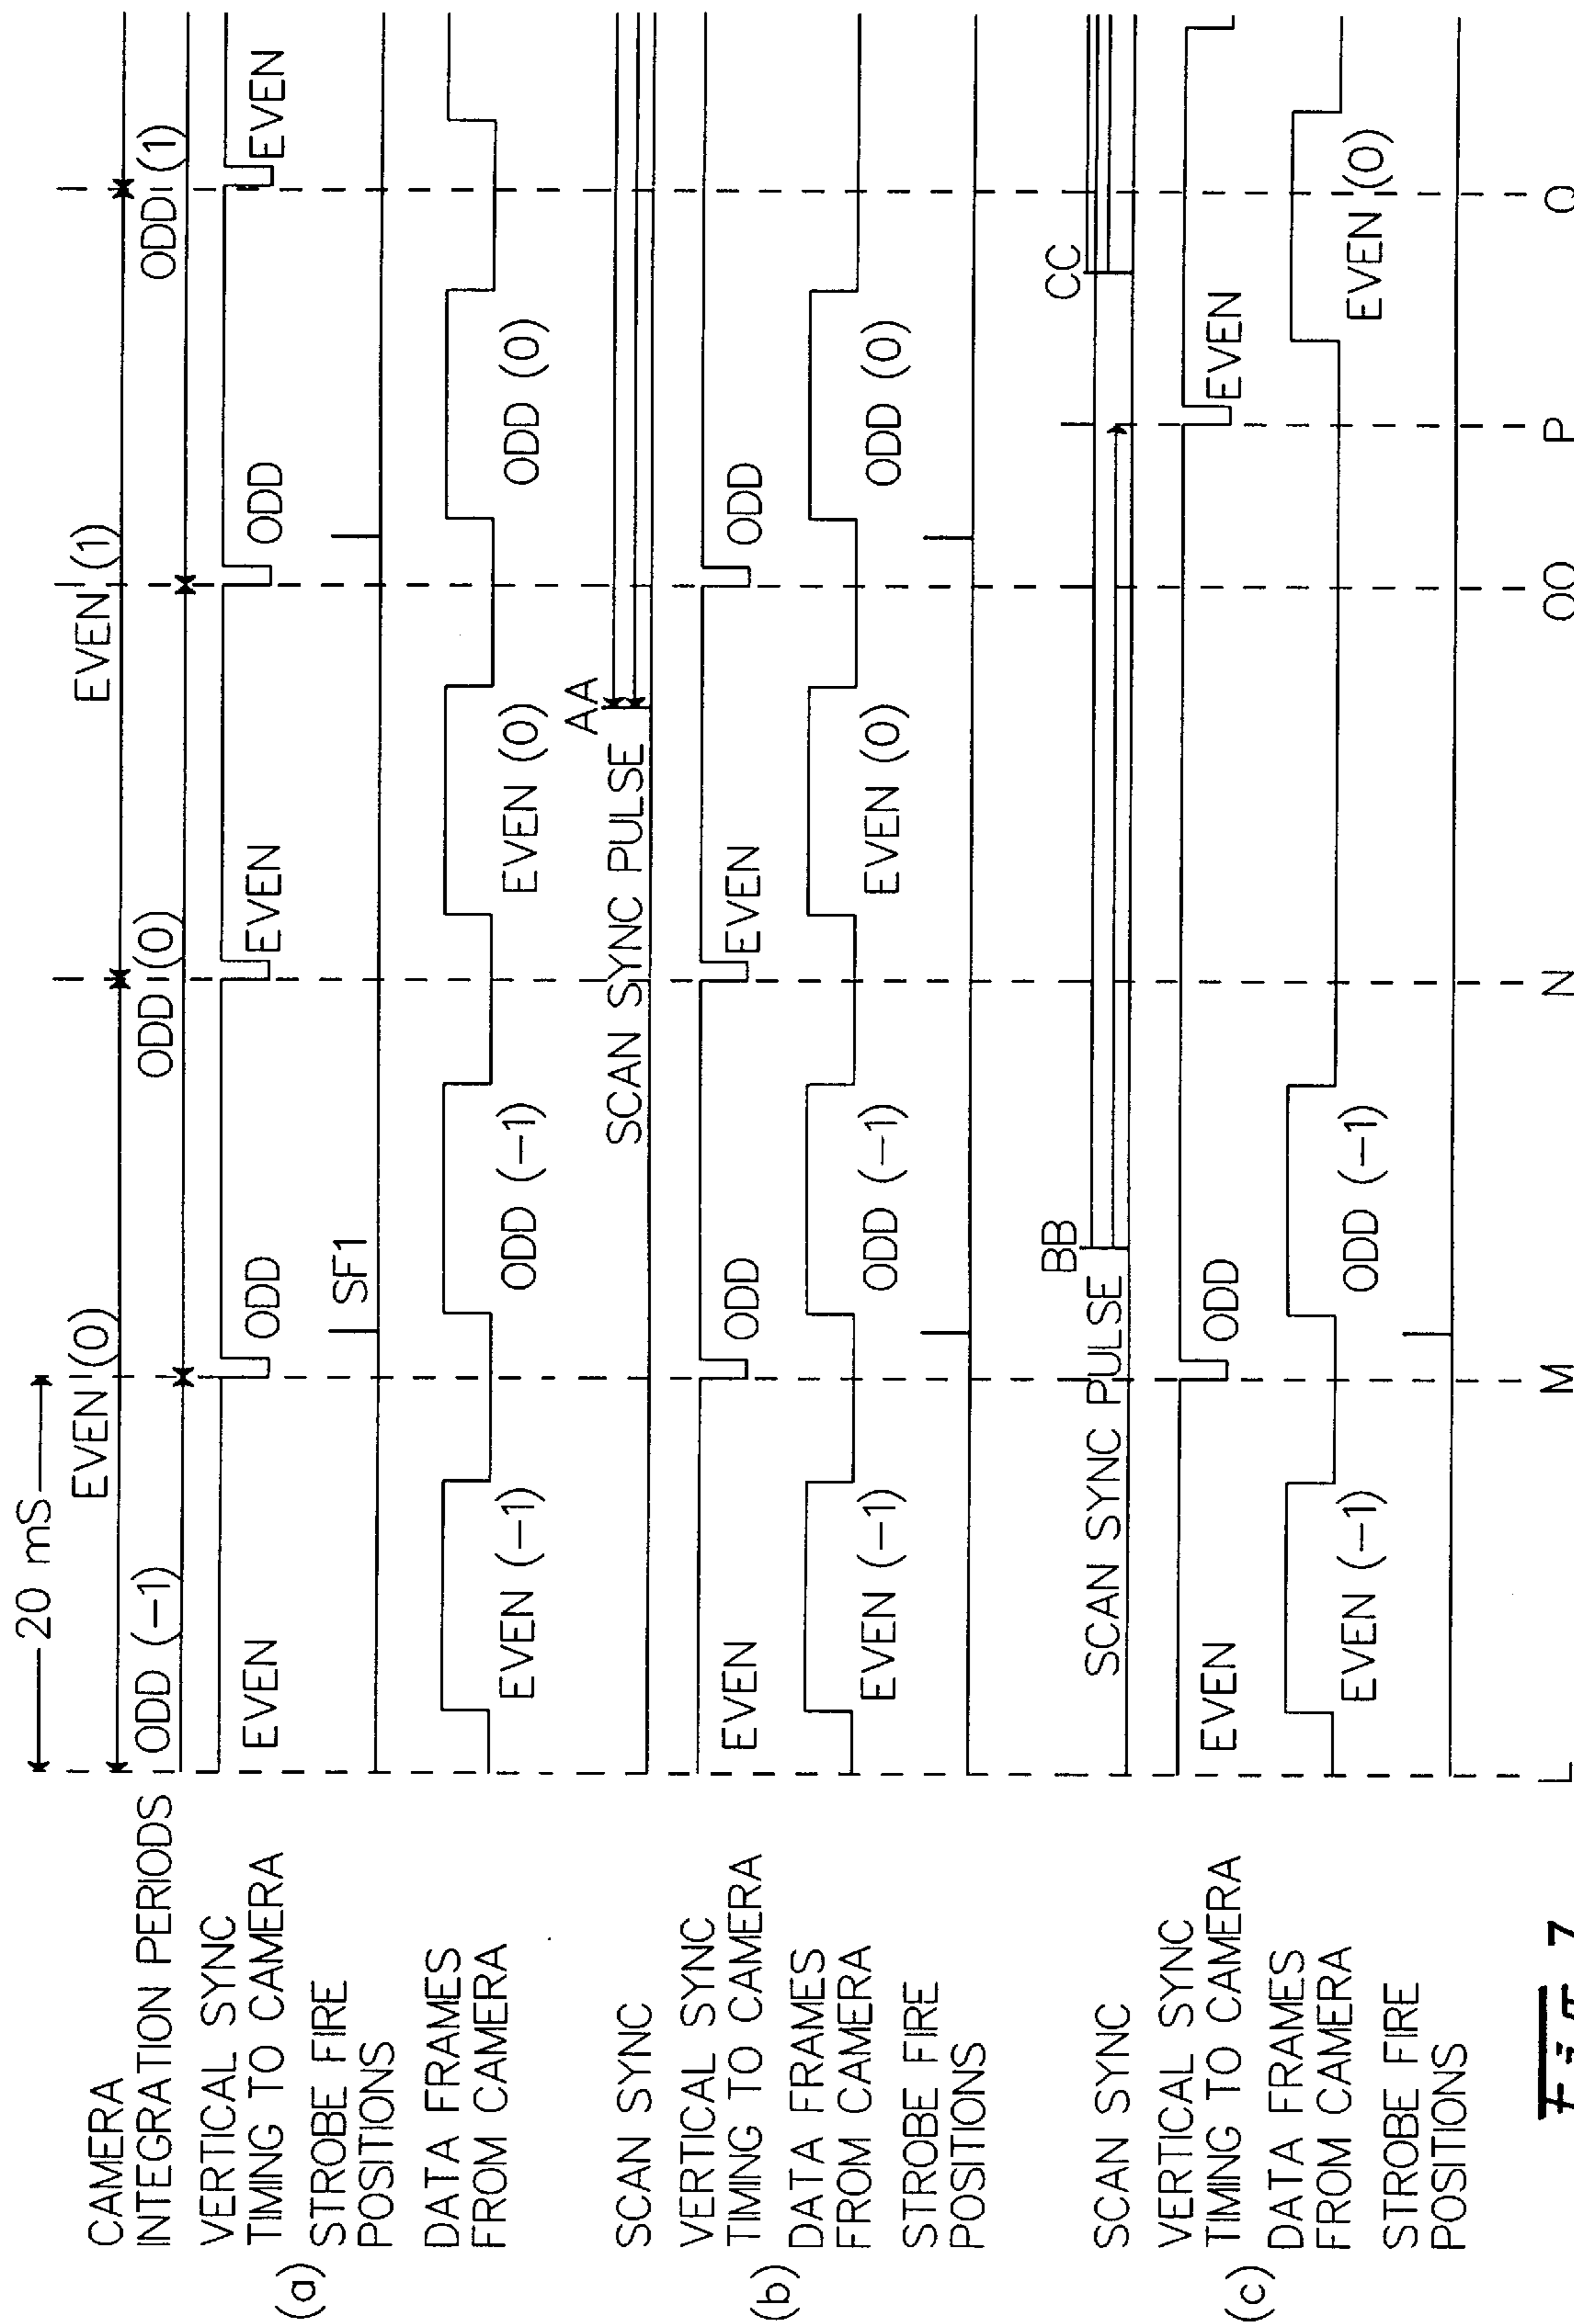 20 mS
EVEN (0)
EVEN (1)
ODD (-1)
ODD (0)
ODD (1)
CAMERA
INTEGRATION PERIODS
(a)
VERTICAL SYNC
TIMING TO CAMERA
EVEN
ODD
EVEN
ODD
EVEN
STROBE FIRE
POSITIONS
SF1
DATA FRAMES
FROM CAMERA
EVEN (-1)
ODD (-1)
EVEN (0)
ODD (0)
SCAN SYNC
SCAN SYNC PULSE
AA
(b)
VERTICAL SYNC
TIMING TO CAMERA
EVEN
ODD
EVEN
ODD
DATA FRAMES
FROM CAMERA
EVEN (-1)
ODD (-1)
EVEN (0)
ODD (0)
STROBE FIRE
POSITIONS
SCAN SYNC
SCAN SYNC PULSE
BB
CC
(c)
VERTICAL SYNC
TIMING TO CAMERA
EVEN
ODD
EVEN
DATA FRAMES
FROM CAMERA
EVEN (-1)
ODD (-1)
EVEN (0)
STROBE FIRE
POSITIONS
L
M
N
OO
P
Q
Fig 7